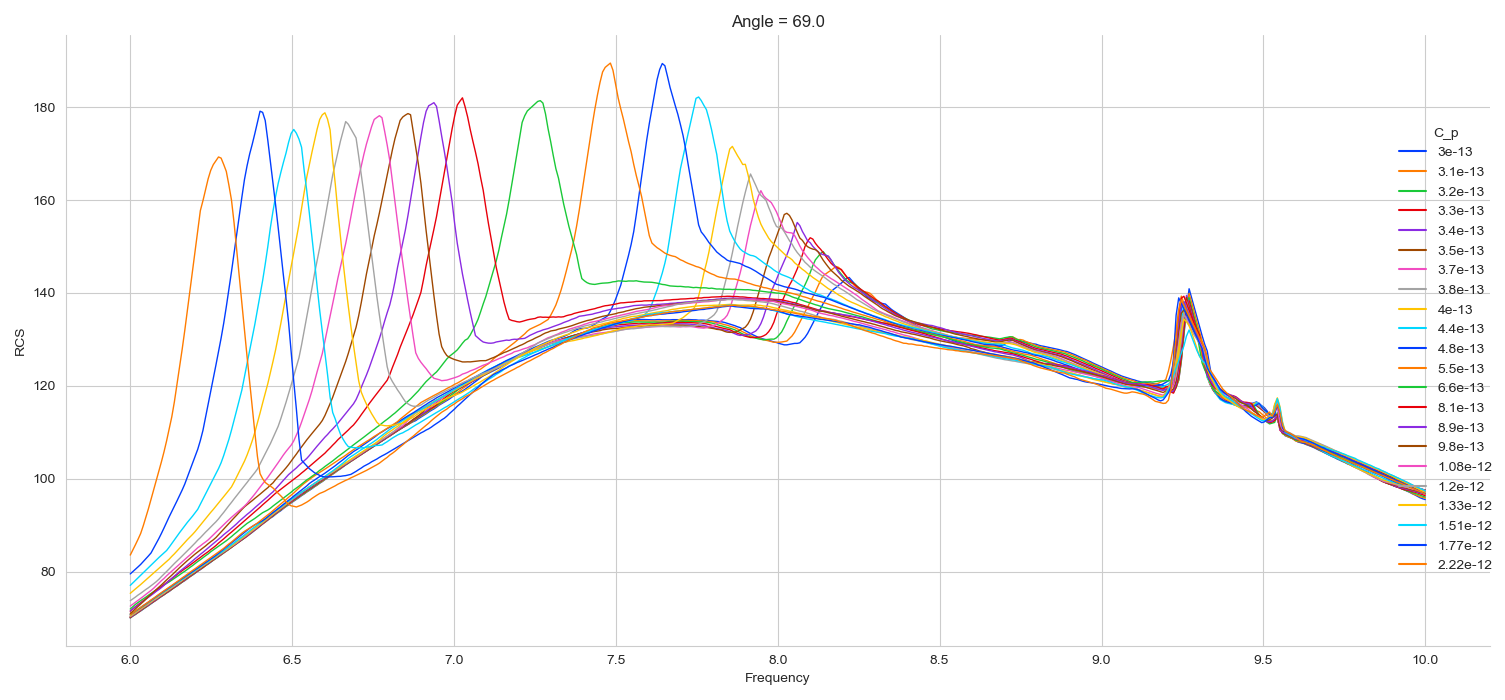 Angle = 69.0
RCS
180
160
140
120
100
80
6.0 6.5 7.0 7.5 8.0 8.5 9.0 9.5 10.0
Frequency
C_p
3e-13
3.1e-13
3.2e-13
3.3e-13
3.4e-13
3.5e-13
3.7e-13
3.8e-13
4e-13
4.4e-13
4.8e-13
5.5e-13
6.6e-13
8.1e-13
8.9e-13
9.8e-13
1.08e-12
1.2e-12
1.33e-12
1.51e-12
1.77e-12
2.22e-12